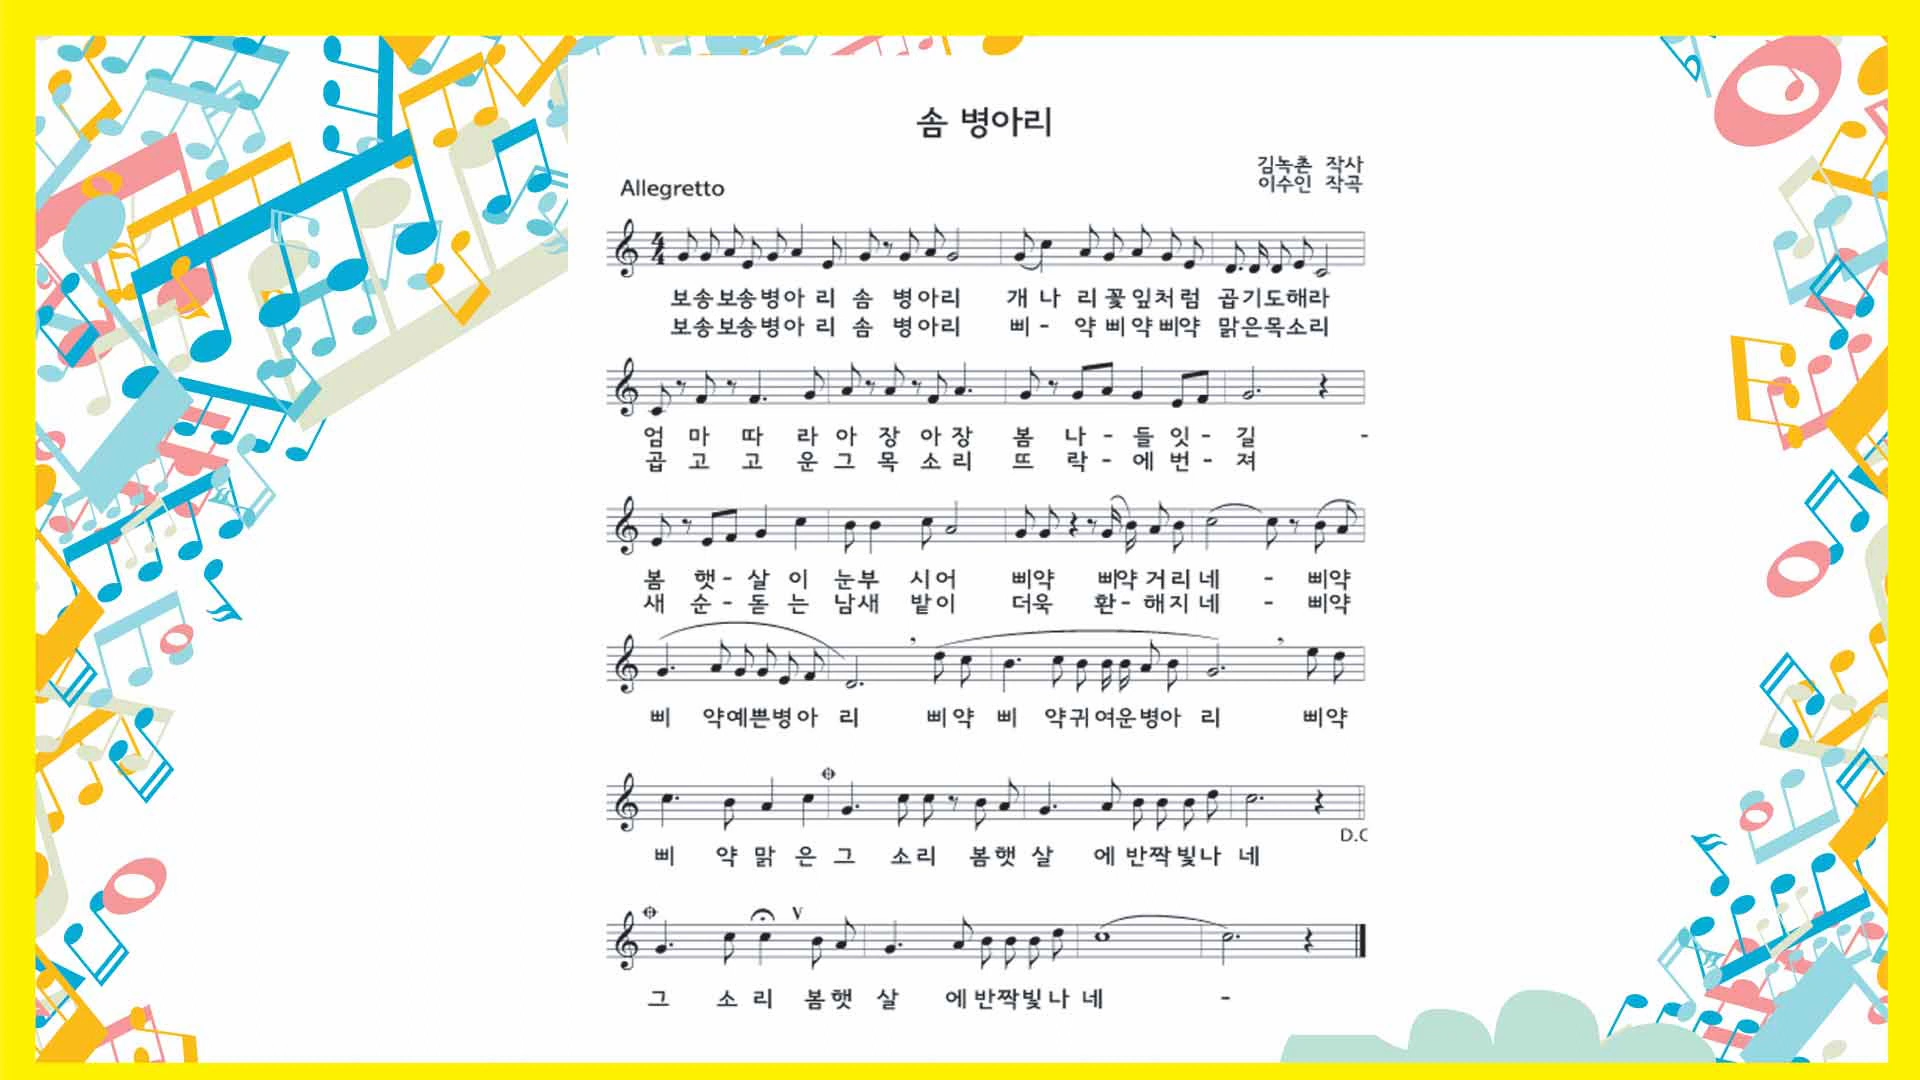 솜 병아리
김녹촌 작사
이수인 작곡
Allegretto
보송보송병아 리 솜 병아리 개 나 리 꽃잎처럼 곱기도해라
보송보송병아 리 솜 병아리 삐 - 약 삐약삐약 맑은목소리
엄 마 따 라 아 장 아 장 봄 나 - 들 잇 - 길 -
곱 고 고 운 그 목 소 리 뜨 락 - 에 번 - 져
봄 햇 - 살 이 눈부 시어 삐약 삐약 거 리 네 - 삐약
새 순 - 돋 는 남새 밭이 더욱 환 - 해지 네 - 삐약
삐 약예쁜병아 리 삐약 삐 약귀여운병아 리 삐약
삐 약 맑 은 그 소리 봄햇 살 에 반짝빛나 네
D.C
V
그 소 리 봄햇 살 에 반짝빛 나 네 -